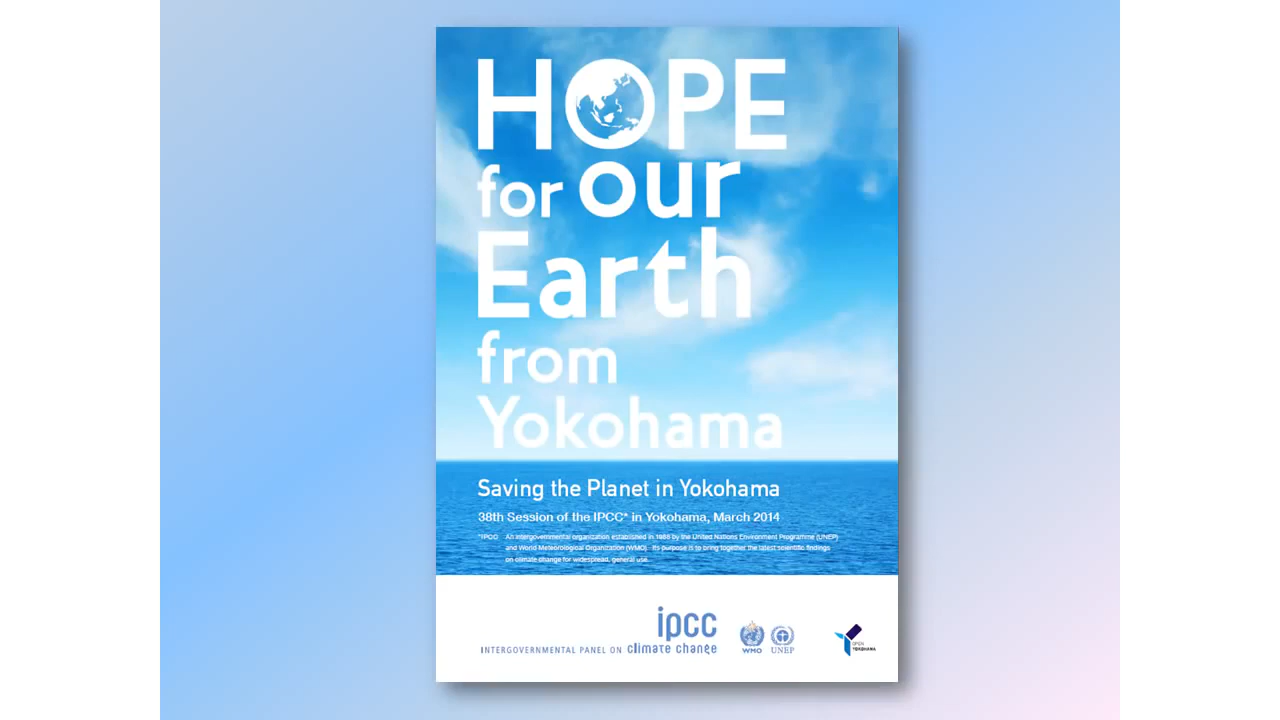 HOPE
for our
Earth
from
Yokohama
Saving the Planet in Yokohama
38th Session of the IPCC* in Yokohama, March 2014
*IPCC An intergovernmental organization established in 1988 by the United Nations Environment Programme (UNEP)
and World Meteorological Organization (WMO). Its purpose is to bring together the latest scientific findings
on climate change for widespread, general use.
ipcc
INTERGOVERNMENTAL PANEL ON climate change
WMO UNEP
OPEN
YOKOHAMA